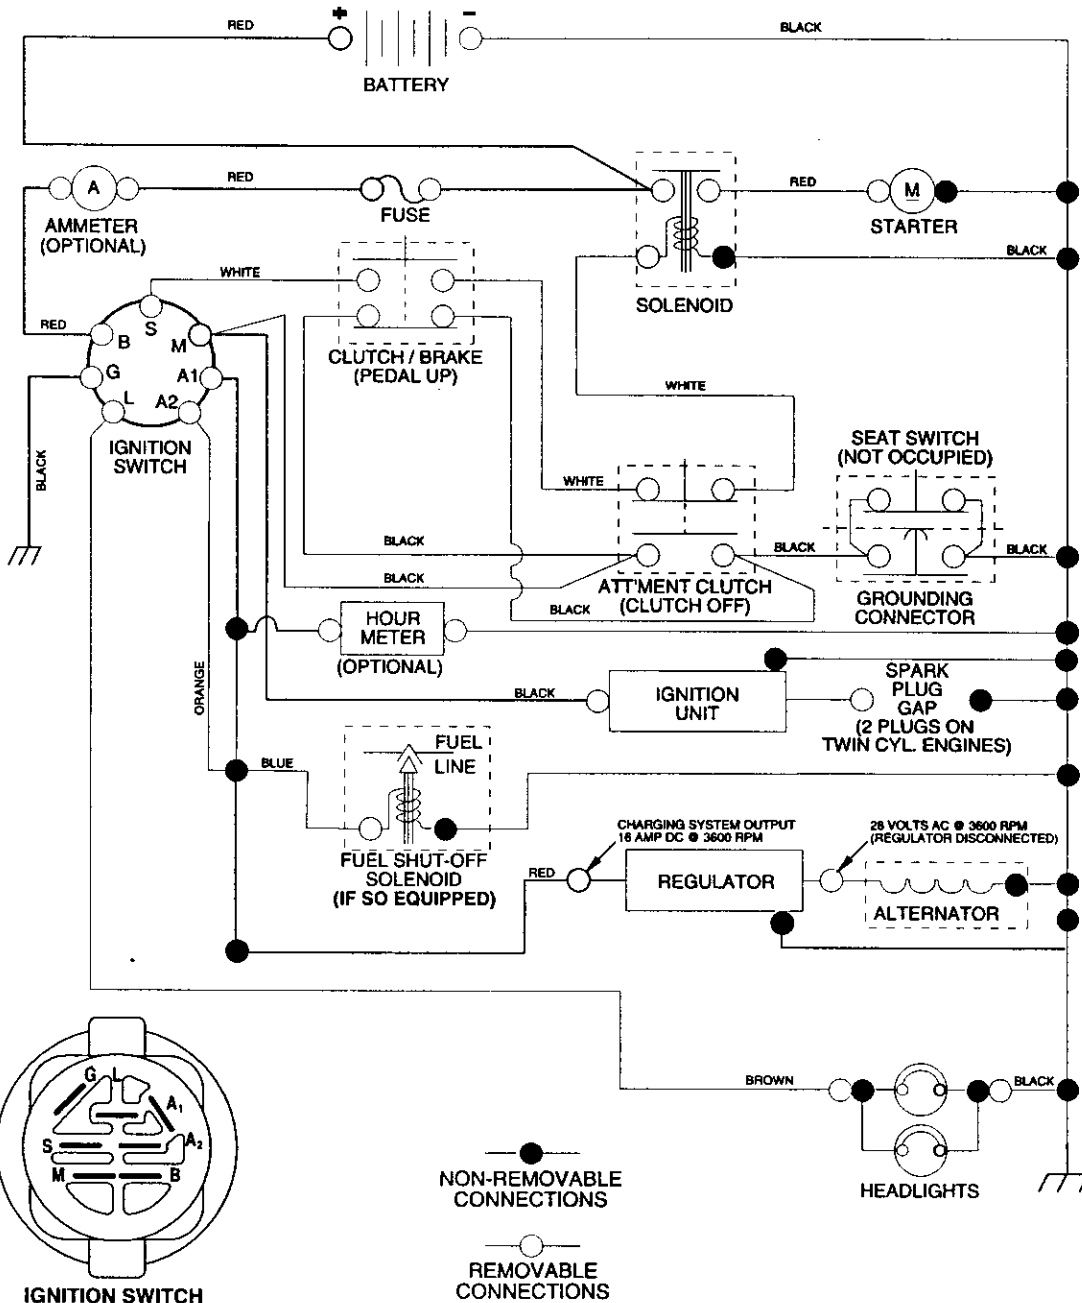 + -
RED
BLACK
BATTERY
A
RED
RED
M
AMMETER
(OPTIONAL)
FUSE
STARTER
BLACK
WHITE
SOLENOID
RED
S
B
M
CLUTCH / BRAKE
(PEDAL UP)
G
A1
L
A2
WHITE
IGNITION
SWITCH
BLACK
SEAT SWITCH
(NOT OCCUPIED)
WHITE
BLACK
BLACK
BLACK
BLACK
ATT'MENT CLUTCH
(CLUTCH OFF)
BLACK
GROUNDING
CONNECTOR
HOUR
METER
(OPTIONAL)
ORANGE
BLACK
IGNITION
UNIT
SPARK
PLUG
GAP
(2 PLUGS ON
TWIN CYL. ENGINES)
BLUE
FUEL
LINE
FUEL SHUT-OFF
SOLENOID
(IF SO EQUIPPED)
CHARGING SYSTEM OUTPUT
16 AMP DC @ 3600 RPM
28 VOLTS AC @ 3600 RPM
(REGULATOR DISCONNECTED)
RED
REGULATOR
ALTERNATOR
G L
A1
A2
S
M
B
IGNITION SWITCH
BROWN
BLACK
HEADLIGHTS
NON-REMOVABLE
CONNECTIONS
REMOVABLE
CONNECTIONS